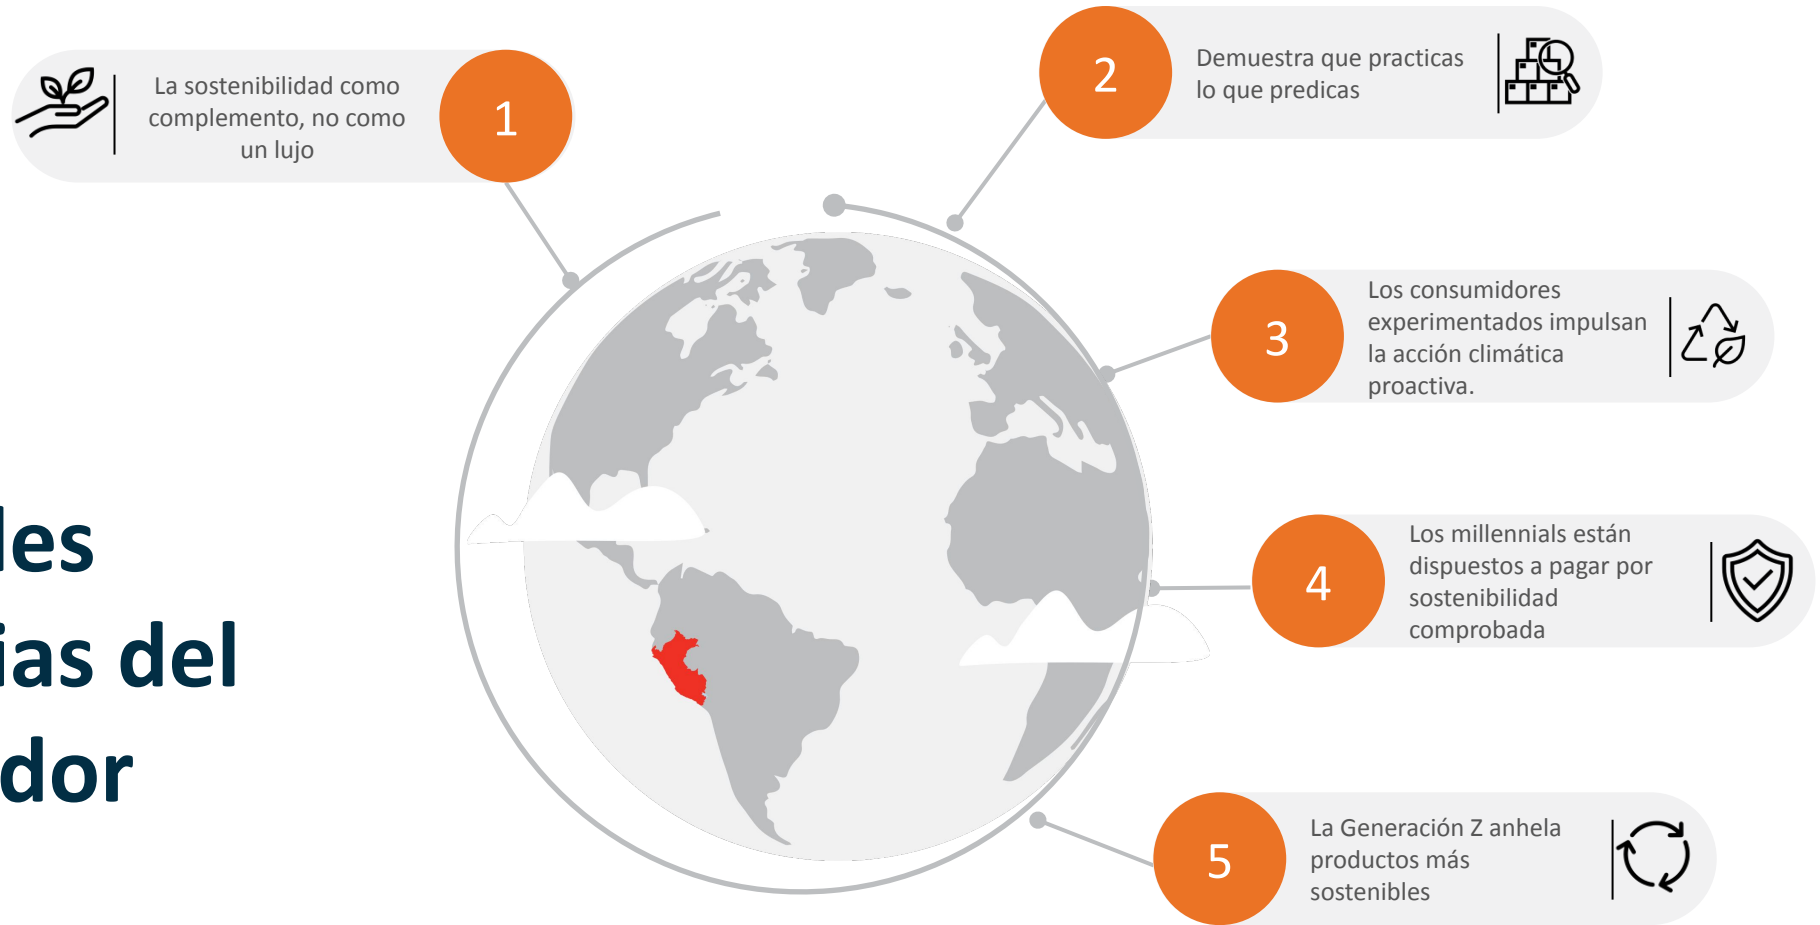 La sostenibilidad como
complemento, no como
un lujo
1
2
Demuestra que practicas
lo que predicas
3
Los consumidores
experimentados impulsan
la acción climática
proactiva.
4
Los millennials están
dispuestos a pagar por
sostenibilidad
comprobada
5
La Generación Z anhela
productos más
sostenibles
les
ias del
dor